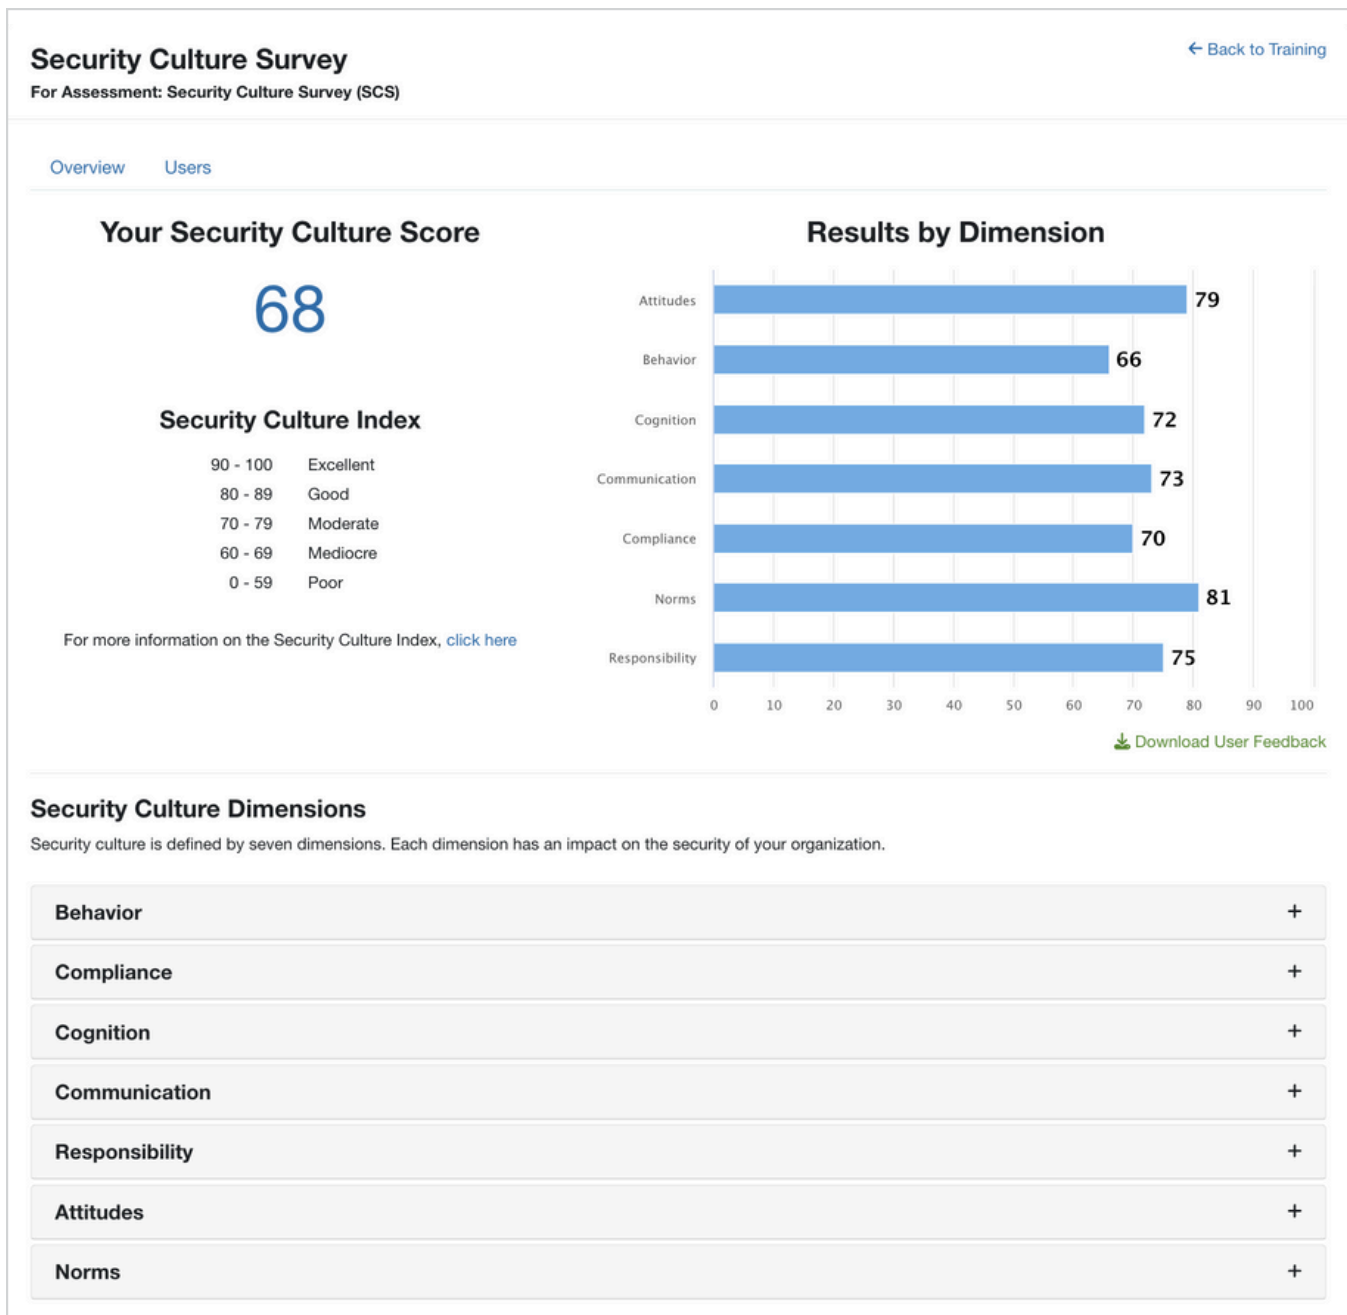 Security Culture Survey
← Back to Training
For Assessment: Security Culture Survey (SCS)
Overview Users
Your Security Culture Score
68
Security Culture Index
90 - 100 Excellent
80 - 89 Good
70 - 79 Moderate
60 - 69 Mediocre
0 - 59 Poor
For more information on the Security Culture Index, click here
Results by Dimension
Attitudes 79
Behavior 66
Cognition 72
Communication 73
Compliance 70
Norms 81
Responsibility 75
0 10 20 30 40 50 60 70 80 90 100
Download User Feedback
Security Culture Dimensions
Security culture is defined by seven dimensions. Each dimension has an impact on the security of your organization.
Behavior +
Compliance +
Cognition +
Communication +
Responsibility +
Attitudes +
Norms +